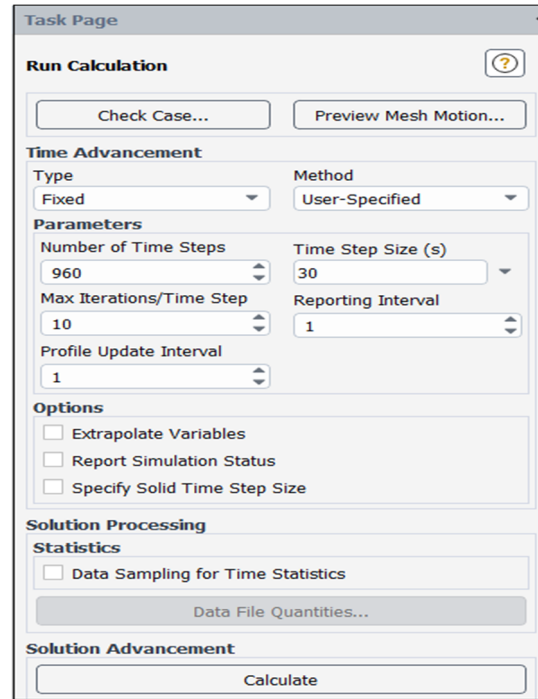 Task Page
Run Calculation
?
Check Case... Preview Mesh Motion...
Time Advancement
Type Method
Fixed User-Specified
Parameters
Number of Time Steps Time Step Size (s)
960 30
Max Iterations/Time Step Reporting Interval
10 1
Profile Update Interval
1
Options
Extrapolate Variables
Report Simulation Status
Specify Solid Time Step Size
Solution Processing
Statistics
Data Sampling for Time Statistics
Data File Quantities...
Solution Advancement
Calculate